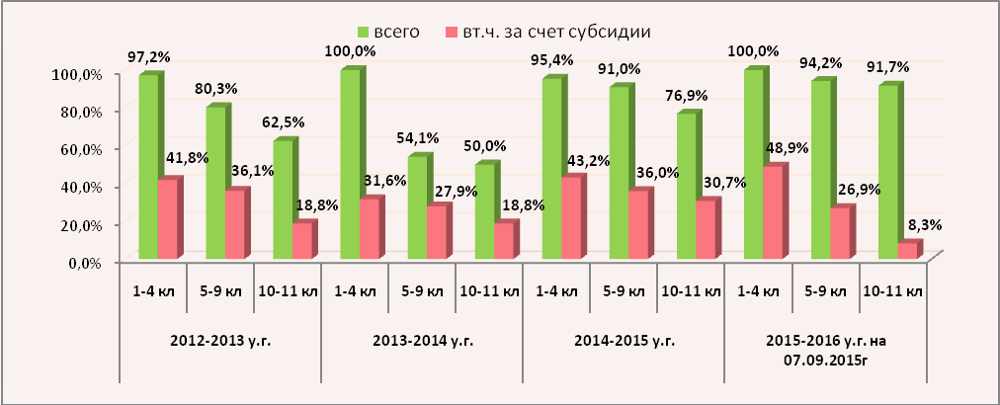 всего вт.ч. за счет субсидии
97,2% 80,3% 62,5% 100,0% 54,1% 50,0% 95,4% 91,0% 76,9% 100,0% 94,2% 91,7%
41,8% 36,1% 18,8% 31,6% 27,9% 18,8% 43,2% 36,0% 30,7% 48,9% 26,9% 8,3%
100,0%
80,0%
60,0%
40,0%
20,0%
0,0%
1-4 кл 5-9 кл 10-11 кл 1-4 кл 5-9 кл 10-11 кл 1-4 кл 5-9 кл 10-11 кл 1-4 кл 5-9 кл 10-11 кл
2012-2013 у.г. 2013-2014 у.г. 2014-2015 у.г. 2015-2016 у.г. на
07.09.2015г